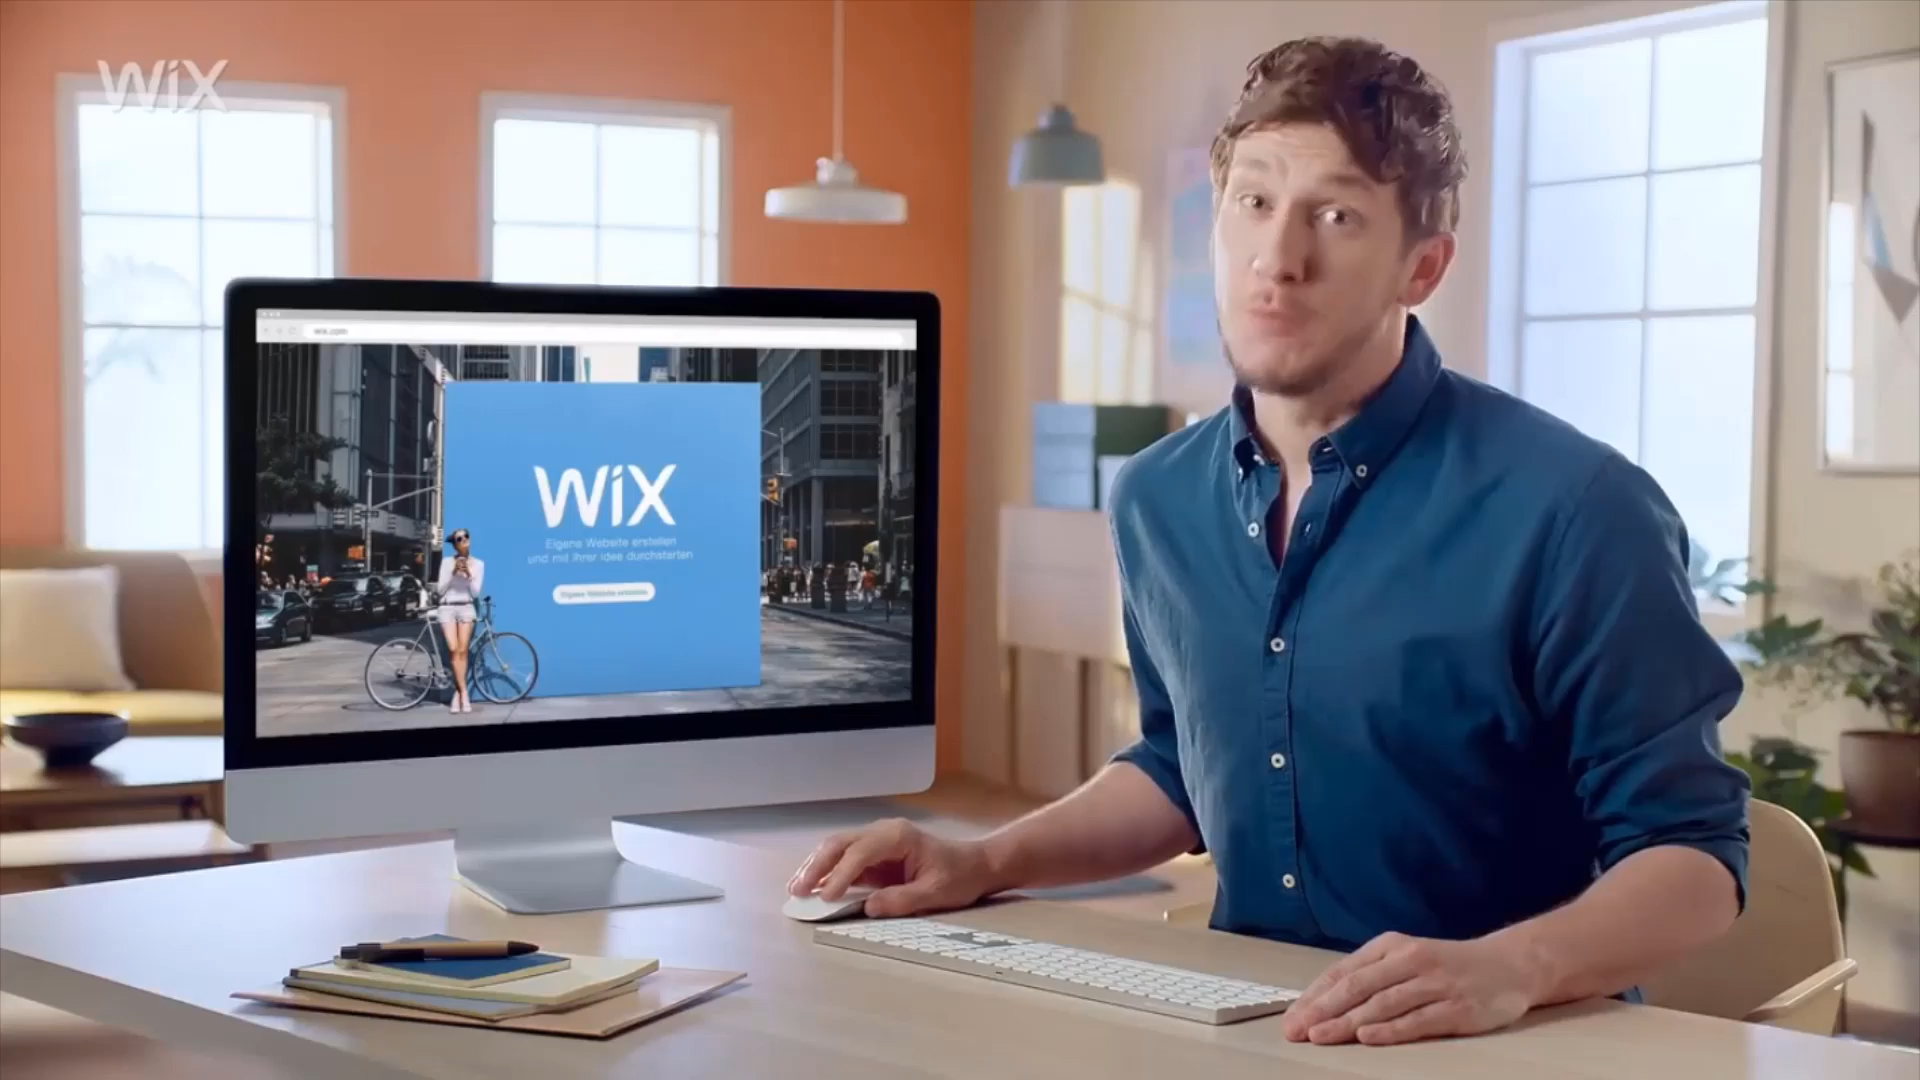 WiX
wix.com
WiX
Eigene Website erstellen
und mit Ihrer Idee durchstarten
Eigene Website erstellen